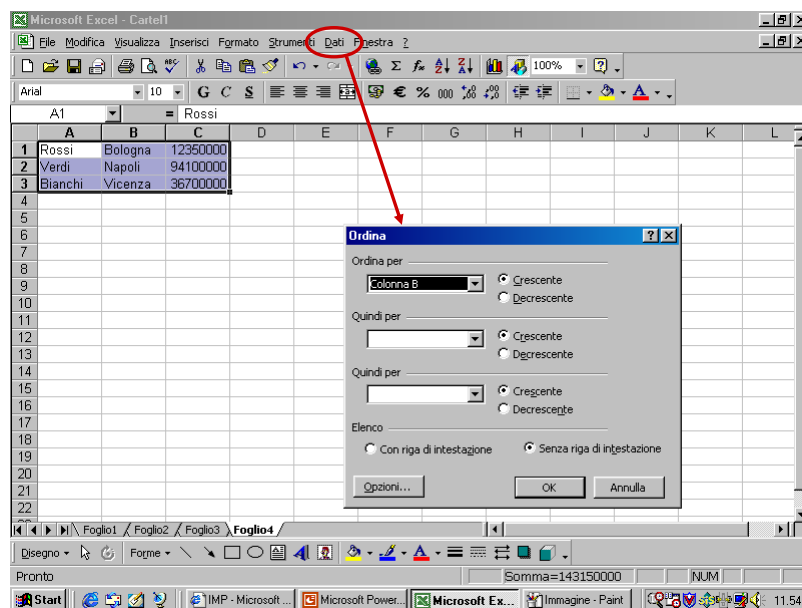 Microsoft Excel - Cartel1
File Modifica Visualizza Inserisci Formato Strumenti Dati Finestra ?
100%
Arial 10 G C S € % 000
A1 = Rossi
A B C D E F G H I J K L
1 Rossi Bologna 12350000
2 Verdi Napoli 94100000
3 Bianchi Vicenza 36700000
4
5
6
7
8
9
10
11
12
13
14
15
16
17
18
19
20
21
22
Ordina
Ordina per
Colonna B Crescente
Decrescente
Quindi per
Crescente
Decrescente
Quindi per
Crescente
Decrescente
Elenco
Con riga di intestazione Senza riga di intestazione
Opzioni... OK Annulla
Foglio1 Foglio2 Foglio3 Foglio4
Disegno Forme
Pronto Somma=143150000 NUM
Start IMP - Microsoft ... Microsoft Power... Microsoft Ex... Immagine - Paint 11.54